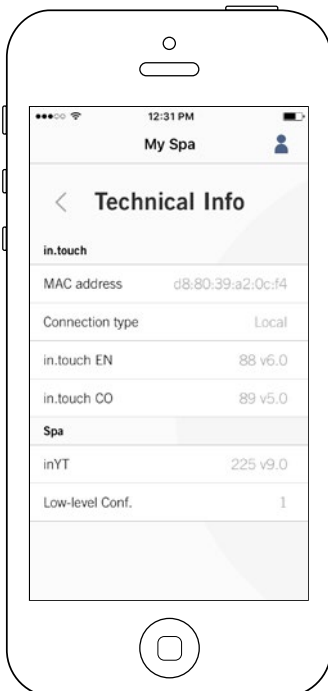 12:31 PM
My Spa
Technical Info
in.touch
MAC address d8:80:39:a2:0c:f4
Connection type Local
in.touch EN 88 v6.0
in.touch CO 89 v5.0
Spa
inYT 225 v9.0
Low-level Conf. 1